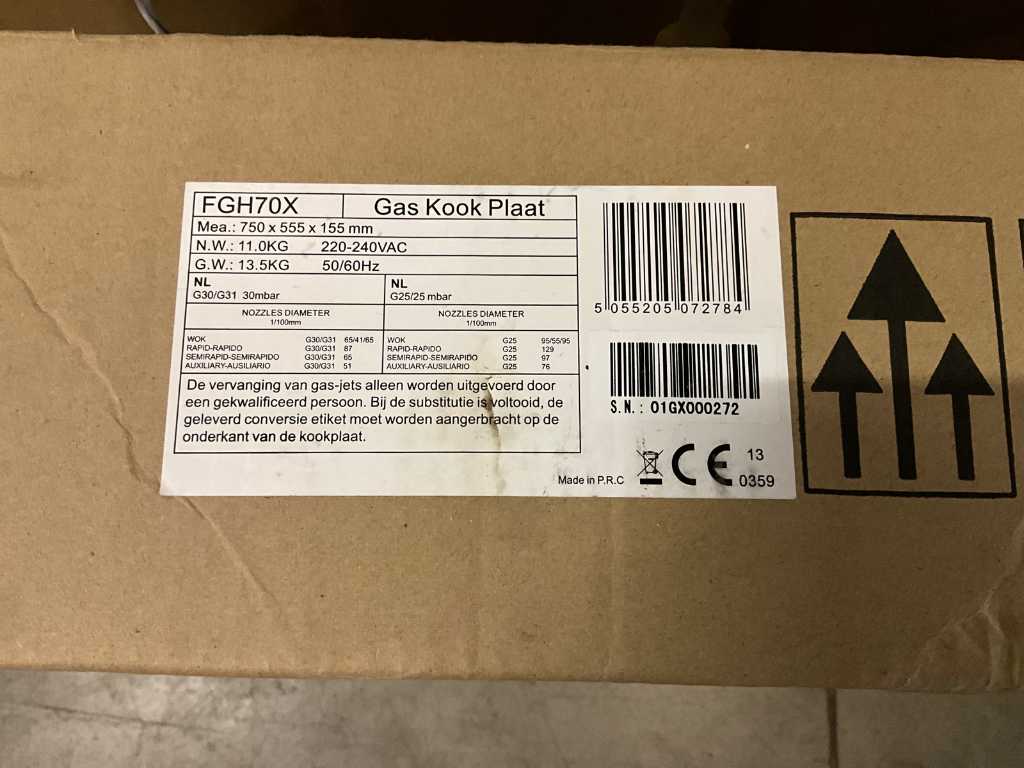 FGH70X Gas Kook Plaat
Mea.: 750 x 555 x 155 mm
N.W.: 11.0KG 220-240VAC
G.W.: 13.5KG 50/60Hz
NL NL
G30/G31 30mbar G25/25 mbar
NOZZLES DIAMETER NOZZLES DIAMETER
1/100mm 1/100mm
WOK G30/G31 65/41/65 WOK G25 95/55/95
RAPID-RAPIDO G30/G31 87 RAPID-RAPIDO G25 129
SEMIRAPID-SEMIRAPIDO G30/G31 65 SEMIRAPID-SEMIRAPIDO G25 97
AUXILIARY-AUSILIARIO G30/G31 51 AUXILIARY-AUSILIARIO G25 76
De vervanging van gas-jets alleen worden uitgevoerd door
een gekwalificeerd persoon. Bij de substitutie is voltooid, de
geleverd conversie etiket moet worden aangerbracht op de
onderkant van de kookplaat.
5 055205 072784
S.N.: 01GX000272
Made in P.R.C CE 13
0359